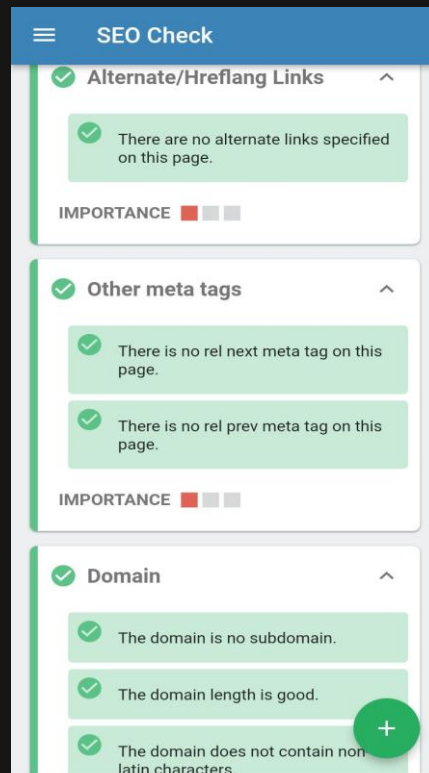 SEO Check
Alternate/Hreflang Links
There are no alternate links specified
on this page.
IMPORTANCE
Other meta tags
There is no rel next meta tag on this
page.
There is no rel prev meta tag on this
page.
IMPORTANCE
Domain
The domain is no subdomain.
The domain length is good.
The domain does not contain non
latin characters